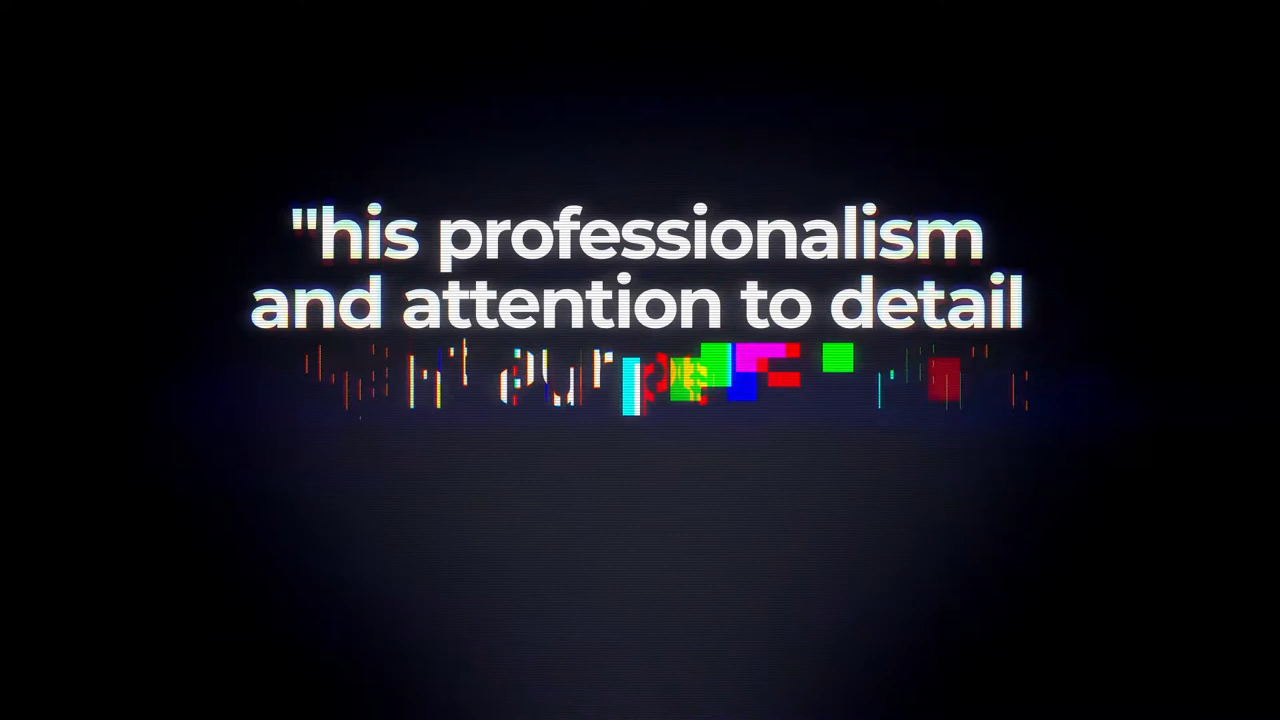 "his professionalism
and attention to detail